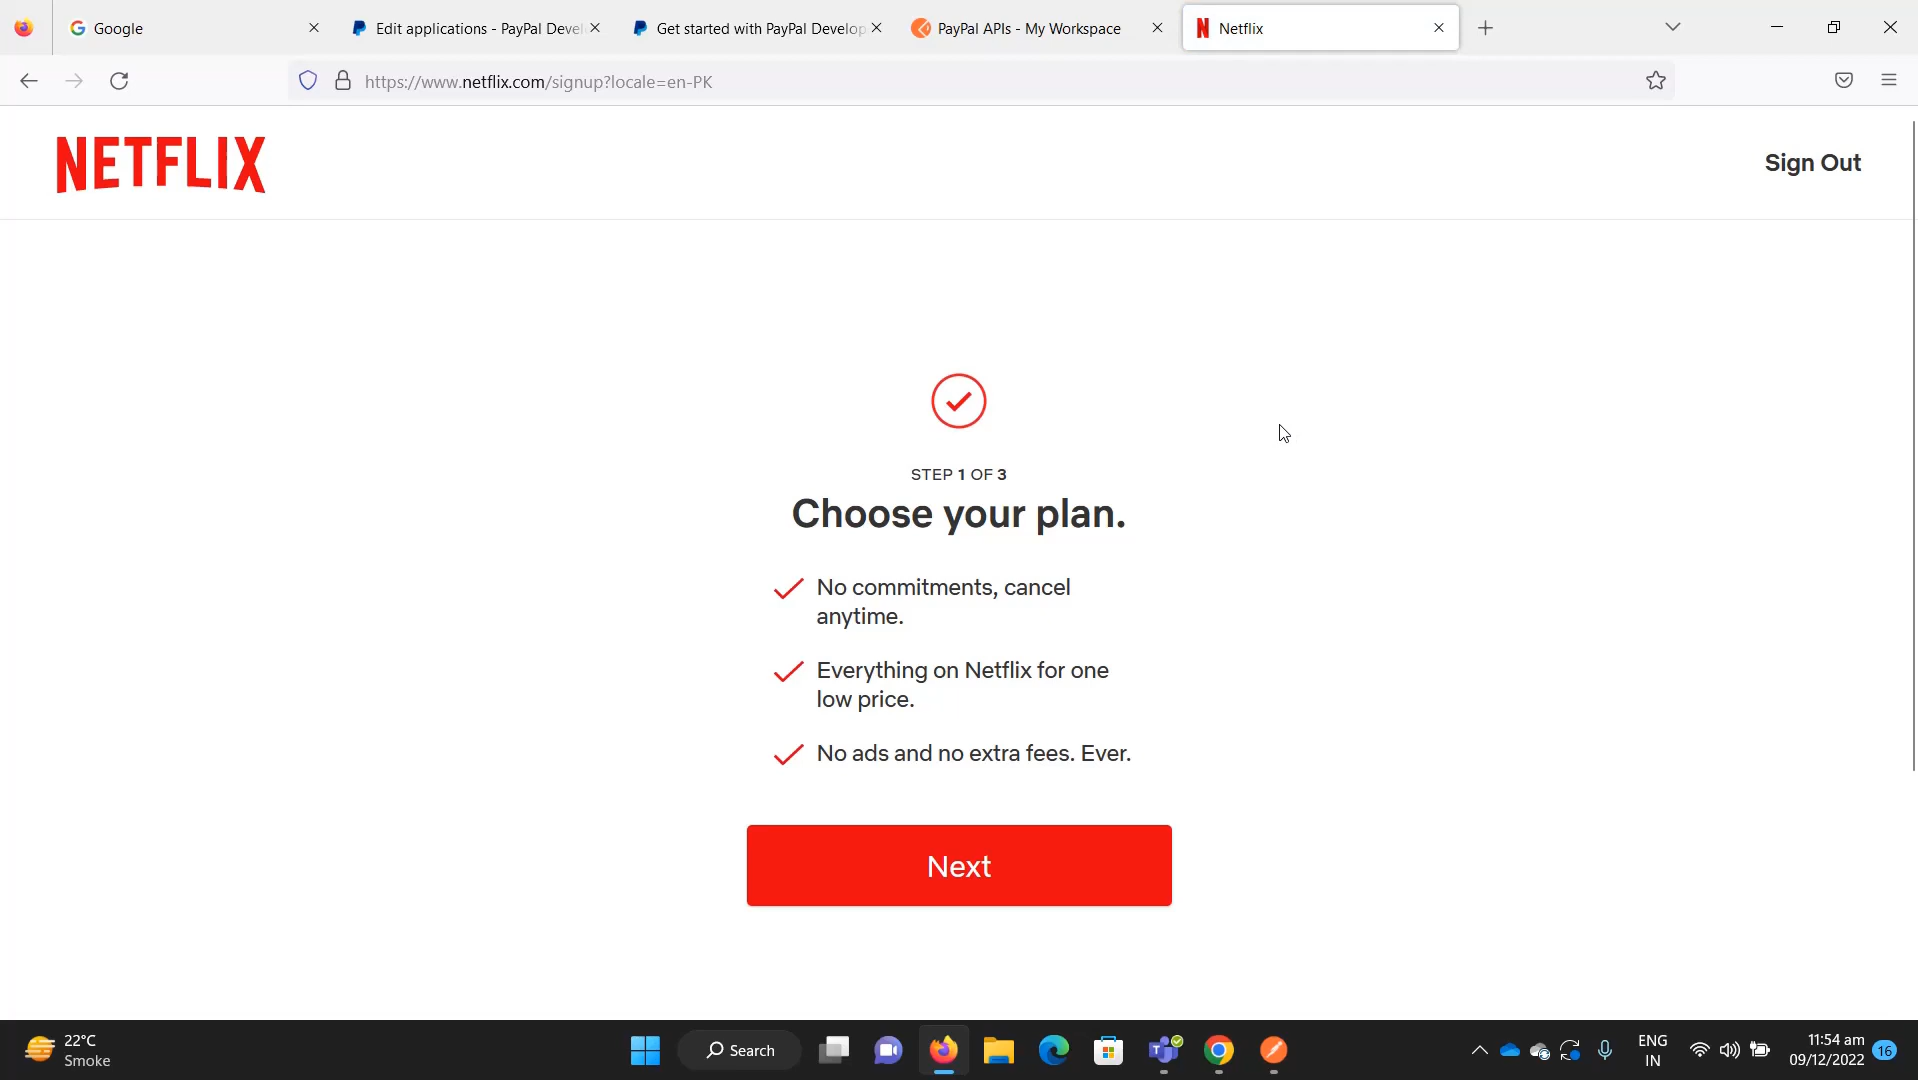 Google
Edit applications - PayPal Devel
Get started with PayPal Develop
PayPal APIs - My Workspace
Netflix
https://www.netflix.com/signup?locale=en-PK
NETFLIX
Sign Out
STEP 1 OF 3
Choose your plan.
No commitments, cancel
anytime.
Everything on Netflix for one
low price.
No ads and no extra fees. Ever.
Next
22°C
Smoke
Search
ENG
IN
11:54 am
09/12/2022
16